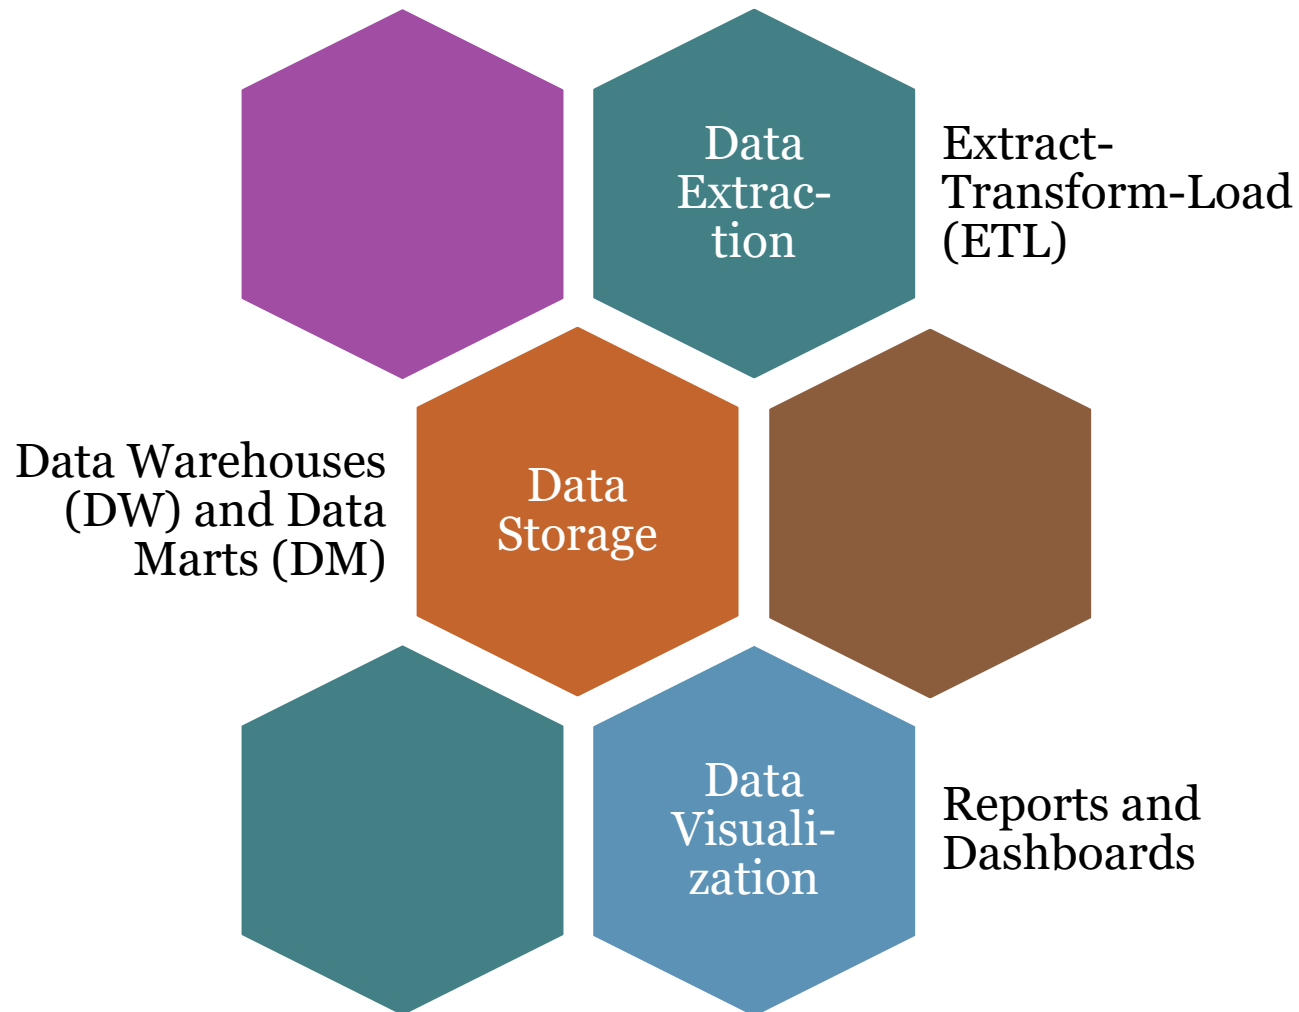 Data
Extrac-
tion
Extract-
Transform-Load
(ETL)
Data Warehouses
(DW) and Data
Marts (DM)
Data
Storage
Data
Visuali-
zation
Reports and
Dashboards